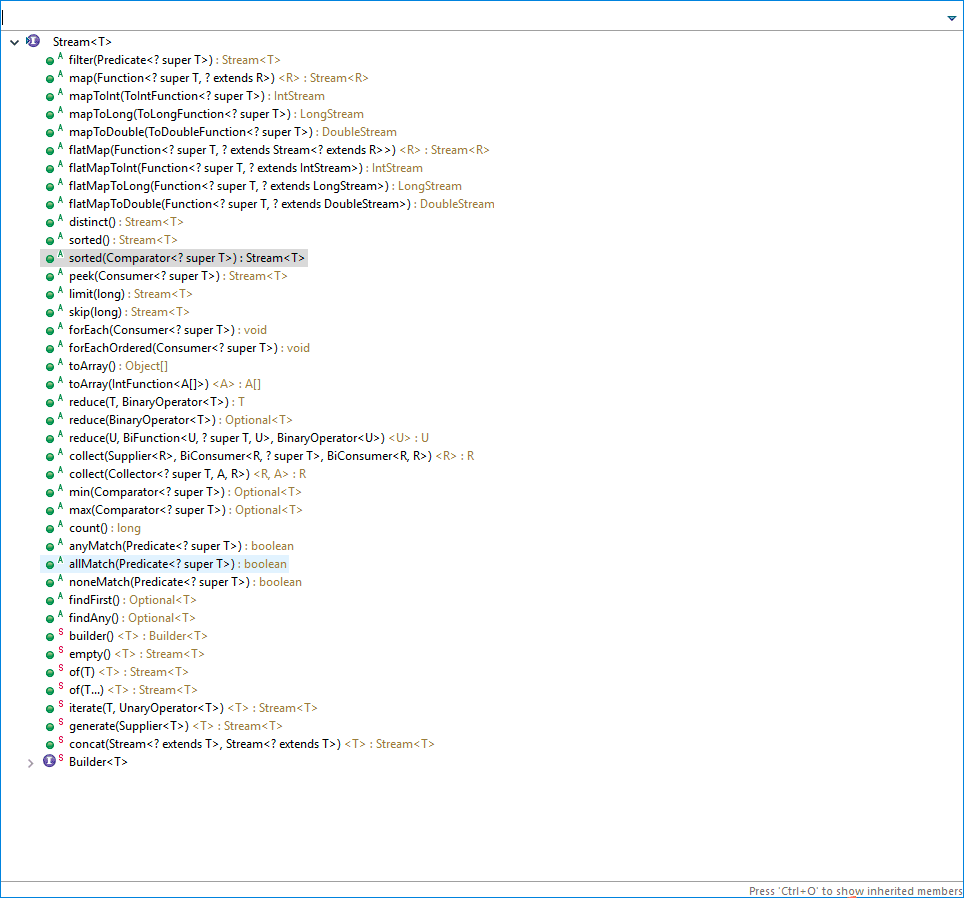 Stream<T>
A filter(Predicate<? super T>) : Stream<T>
A map(Function<? super T, ? extends R>) <R> : Stream<R>
A mapToInt(ToIntFunction<? super T>) : IntStream
A mapToLong(ToLongFunction<? super T>) : LongStream
A mapToDouble(ToDoubleFunction<? super T>) : DoubleStream
A flatMap(Function<? super T, ? extends Stream<? extends R>>) <R> : Stream<R>
A flatMapToInt(Function<? super T, ? extends IntStream>) : IntStream
A flatMapToLong(Function<? super T, ? extends LongStream>) : LongStream
A flatMapToDouble(Function<? super T, ? extends DoubleStream>) : DoubleStream
A distinct() : Stream<T>
A sorted() : Stream<T>
A sorted(Comparator<? super T>) : Stream<T>
A peek(Consumer<? super T>) : Stream<T>
A limit(long) : Stream<T>
A skip(long) : Stream<T>
A forEach(Consumer<? super T>) : void
A forEachOrdered(Consumer<? super T>) : void
A toArray() : Object[]
A toArray(IntFunction<A[]>) <A> : A[]
A reduce(T, BinaryOperator<T>) : T
A reduce(BinaryOperator<T>) : Optional<T>
A reduce(U, BiFunction<U, ? super T, U>, BinaryOperator<U>) <U> : U
A collect(Supplier<R>, BiConsumer<R, ? super T>, BiConsumer<R, R>) <R> : R
A collect(Collector<? super T, A, R>) <R, A> : R
A min(Comparator<? super T>) : Optional<T>
A max(Comparator<? super T>) : Optional<T>
A count() : long
A anyMatch(Predicate<? super T>) : boolean
A allMatch(Predicate<? super T>) : boolean
A noneMatch(Predicate<? super T>) : boolean
A findFirst() : Optional<T>
A findAny() : Optional<T>
S builder() <T> : Builder<T>
S empty() <T> : Stream<T>
S of(T) <T> : Stream<T>
S of(T...) <T> : Stream<T>
S iterate(T, UnaryOperator<T>) <T> : Stream<T>
S generate(Supplier<T>) <T> : Stream<T>
S concat(Stream<? extends T>, Stream<? extends T>) <T> : Stream<T>
S Builder<T>
Press 'Ctrl+O' to show inherited members